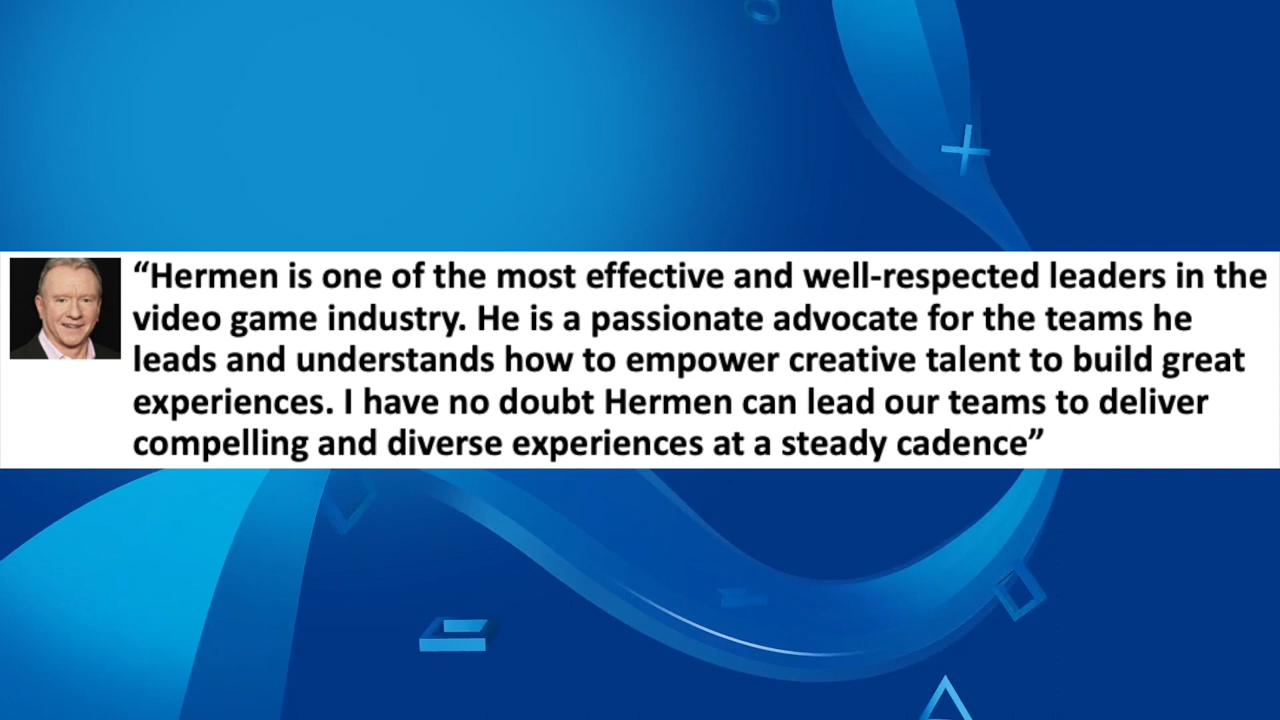 “Hermen is one of the most effective and well-respected leaders in the
video game industry. He is a passionate advocate for the teams he
leads and understands how to empower creative talent to build great
experiences. I have no doubt Hermen can lead our teams to deliver
compelling and diverse experiences at a steady cadence”